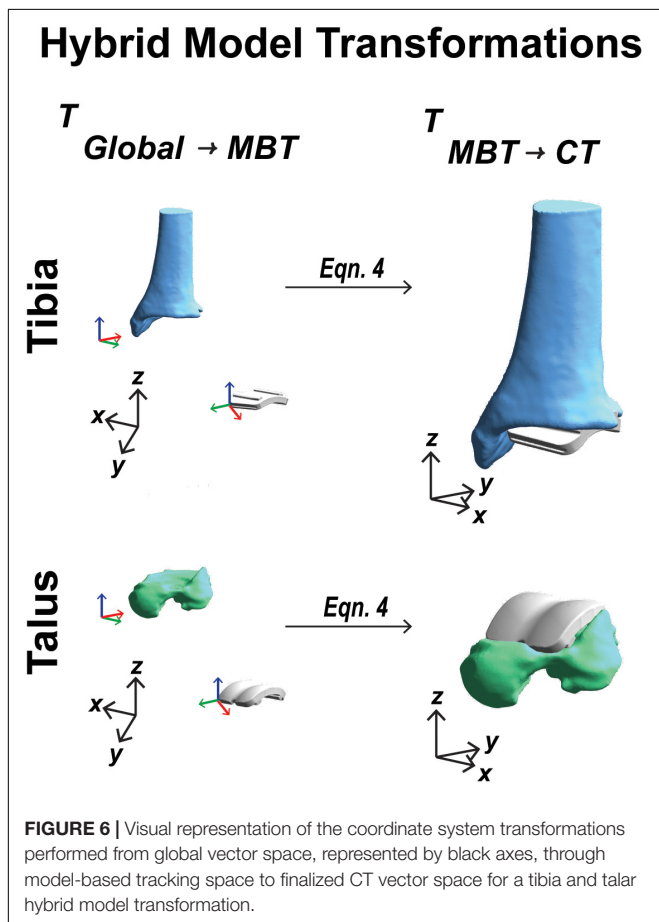 Hybrid Model Transformations
T
Global → MBT
T
MBT → CT
Tibia
Eqn. 4
z
x
y
z
y
x
Talus
Eqn. 4
z
x
y
z
y
x
FIGURE 6 | Visual representation of the coordinate system transformations
performed from global vector space, represented by black axes, through
model-based tracking space to finalized CT vector space for a tibia and talar
hybrid model transformation.